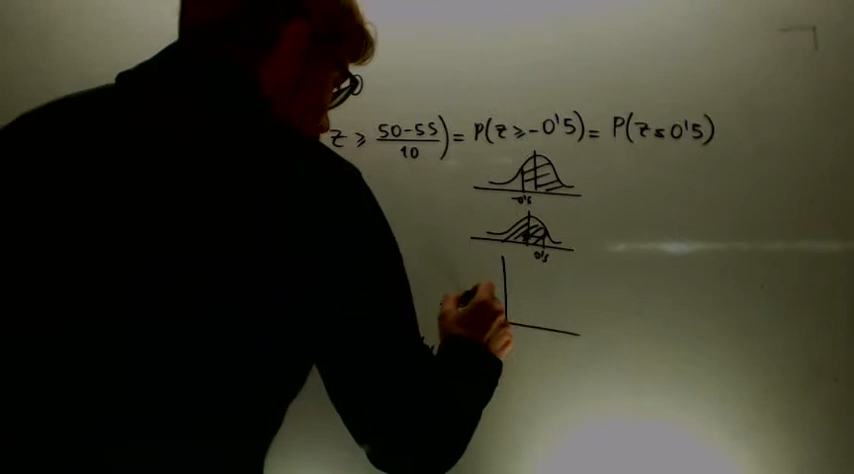 Z ≥ 50-55/10) = P(Z ≥ -0'5) = P(Z ≤ 0'5)
-0'5
0'5